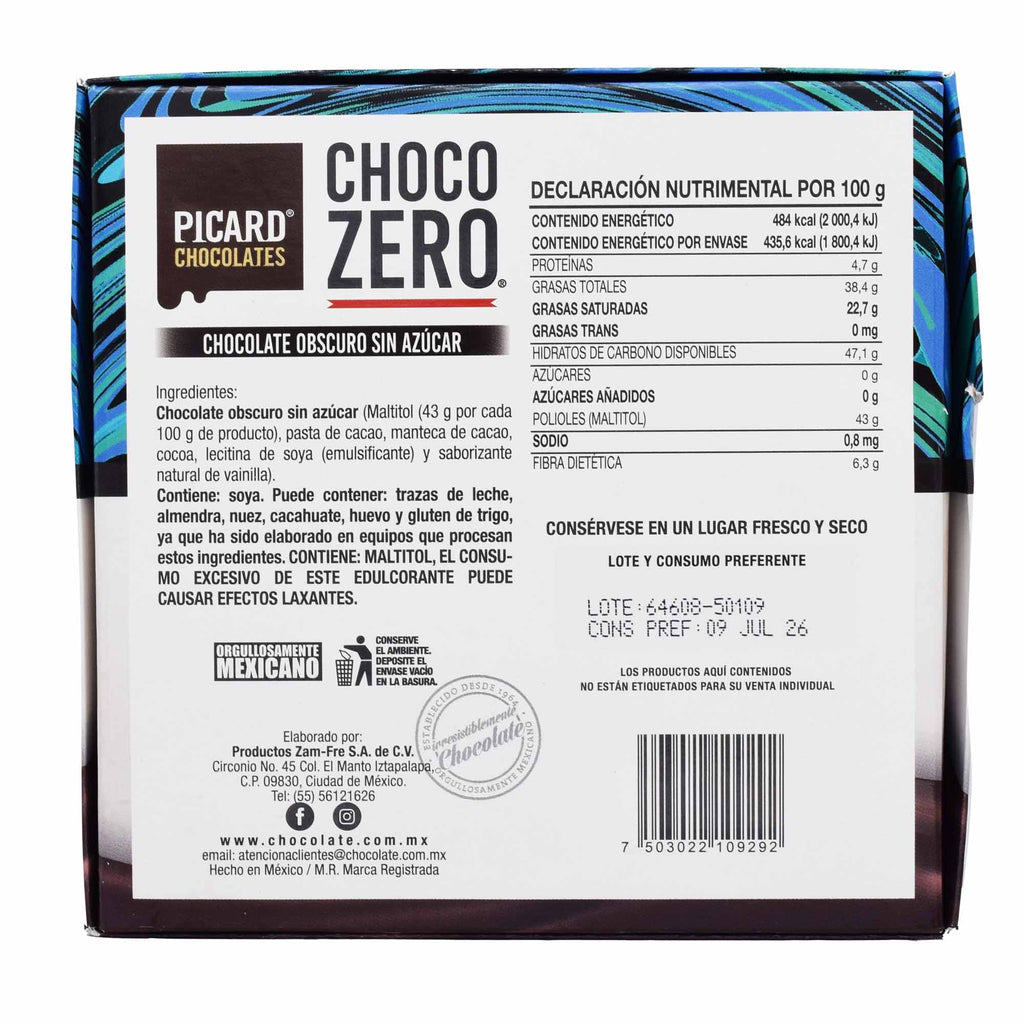 PICARD®
CHOCOLATES
CHOCO
ZERO®
CHOCOLATE OBSCURO SIN AZÚCAR
Ingredientes:
Chocolate obscuro sin azúcar (Maltitol (43 g por cada
100 g de producto), pasta de cacao, manteca de cacao,
cocoa, lecitina de soya (emulsificante) y saborizante
natural de vainilla).
Contiene: soya. Puede contener: trazas de leche,
almendra, nuez, cacahuate, huevo y gluten de trigo,
ya que ha sido elaborado en equipos que procesan
estos ingredientes. CONTIENE: MALTITOL, EL CONSU-
MO EXCESIVO DE ESTE EDULCORANTE PUEDE
CAUSAR EFECTOS LAXANTES.
ORGULLOSAMENTE
MEXICANO
CONSERVE
EL AMBIENTE.
DEPOSITE EL
ENVASE VACÍO
EN LA BASURA.
ESTABLECIDO DESDE 1964
irresistiblemente
Chocolate
ORGULLOSAMENTE MEXICANO
Elaborado por:
Productos Zam-Fre S.A. de C.V.
Circonio No. 45 Col. El Manto Iztapalapa,
C.P. 09830, Ciudad de México.
Tel: (55) 56121626
www.chocolate.com.mx
email: atencionaclientes@chocolate.com.mx
Hecho en México / M.R. Marca Registrada
DECLARACIÓN NUTRIMENTAL POR 100 g
CONTENIDO ENERGÉTICO 484 kcal (2 000,4 kJ)
CONTENIDO ENERGÉTICO POR ENVASE 435,6 kcal (1 800,4 kJ)
PROTEÍNAS 4,7 g
GRASAS TOTALES 38,4 g
GRASAS SATURADAS 22,7 g
GRASAS TRANS 0 mg
HIDRATOS DE CARBONO DISPONIBLES 47,1 g
AZÚCARES 0 g
AZÚCARES AÑADIDOS 0 g
POLIOLES (MALTITOL) 43 g
SODIO 0,8 mg
FIBRA DIETÉTICA 6,3 g
CONSÉRVESE EN UN LUGAR FRESCO Y SECO
LOTE Y CONSUMO PREFERENTE
LOTE:64608-50109
CONS PREF:09 JUL 26
LOS PRODUCTOS AQUÍ CONTENIDOS
NO ESTÁN ETIQUETADOS PARA SU VENTA INDIVIDUAL
7 503022 109292